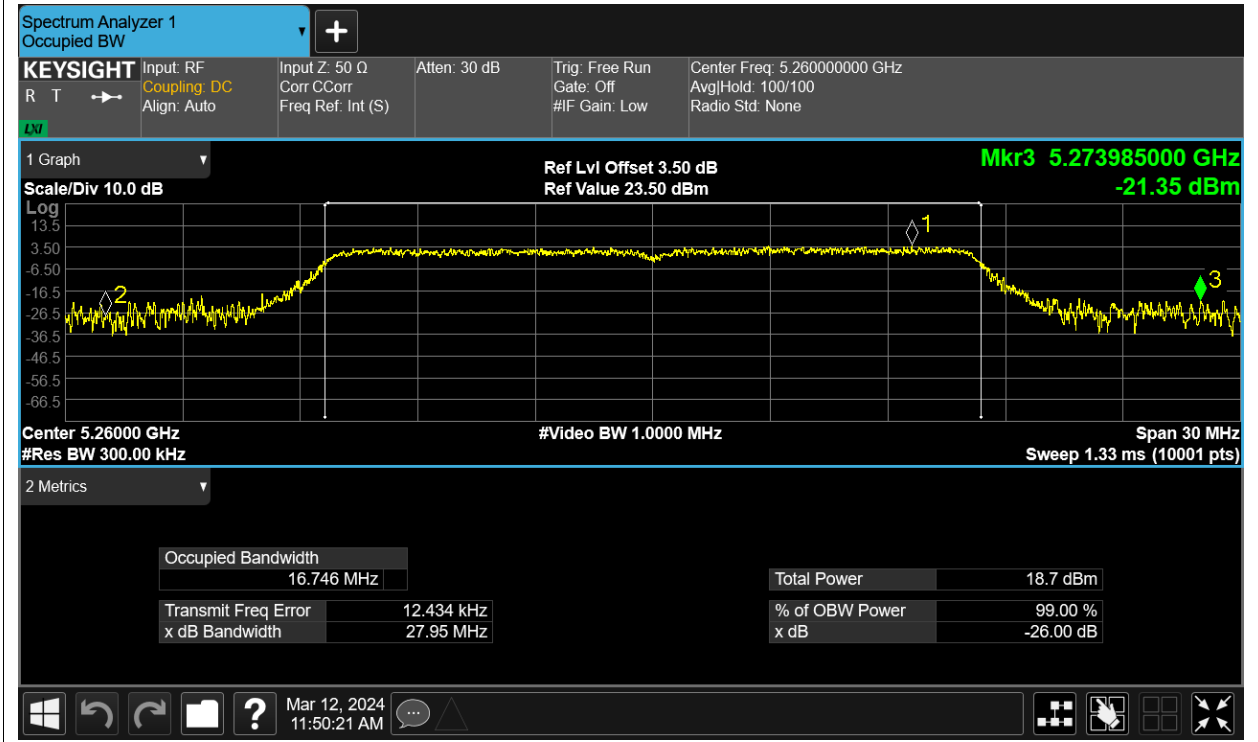 Spectrum Analyzer 1
Occupied BW
KEYSIGHT
R T
LXI
Input: RF
Coupling: DC
Align: Auto
Input Z: 50 Ω
Corr CCorr
Freq Ref: Int (S)
Atten: 30 dB
Trig: Free Run
Gate: Off
#IF Gain: Low
Center Freq: 5.260000000 GHz
Avg|Hold: 100/100
Radio Std: None
1 Graph
Scale/Div 10.0 dB
Ref Lvl Offset 3.50 dB
Ref Value 23.50 dBm
Mkr3 5.273985000 GHz
-21.35 dBm
Log
13.5
3.50
-6.50
-16.5
-26.5
-36.5
-46.5
-56.5
-66.5
1
2
3
Center 5.26000 GHz
#Res BW 300.00 kHz
#Video BW 1.0000 MHz
Span 30 MHz
Sweep 1.33 ms (10001 pts)
2 Metrics
Occupied Bandwidth
16.746 MHz
Transmit Freq Error 12.434 kHz
x dB Bandwidth 27.95 MHz
Total Power 18.7 dBm
% of OBW Power 99.00 %
x dB -26.00 dB
?
Mar 12, 2024
11:50:21 AM